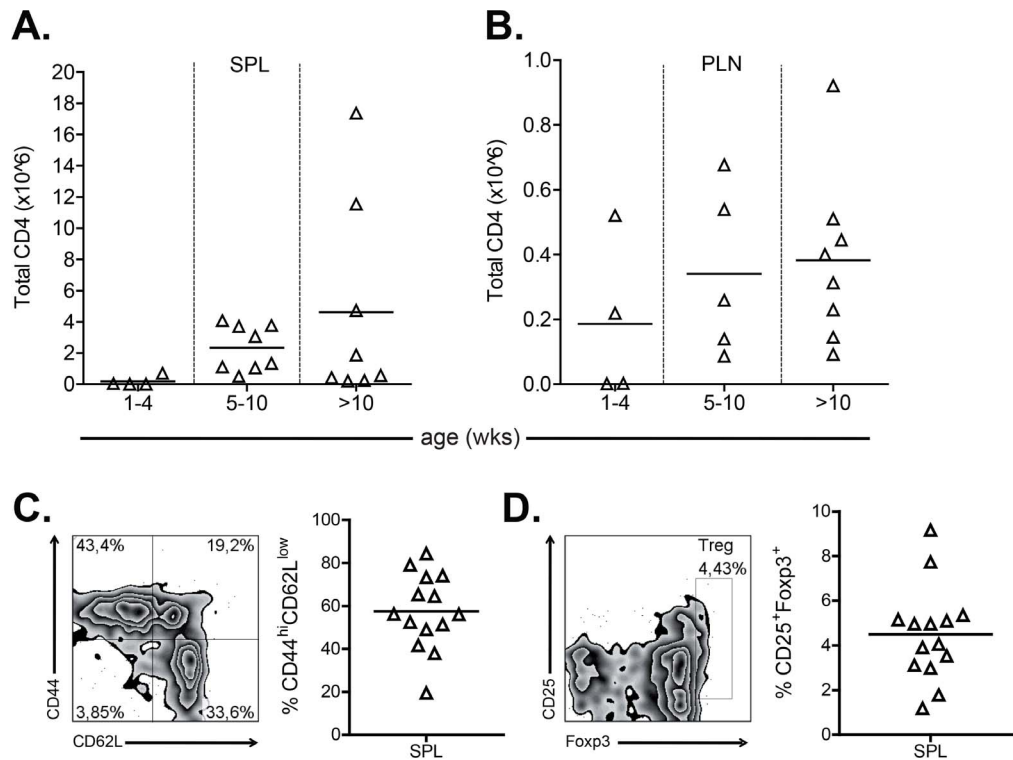 A.
SPL
Total CD4 (x10^6)
20
18
16
14
12
10
8
6
4
2
0
1-4
5-10
>10
B.
PLN
Total CD4 (x10^6)
1.0
0.8
0.6
0.4
0.2
0.0
1-4
5-10
>10
age (wks)
C.
43,4%
19,2%
3,85%
33,6%
CD44
CD62L
% CD44hiCD62Llow
100
80
60
40
20
0
SPL
D.
Treg
4,43%
CD25
Foxp3
% CD25+Foxp3+
10
8
6
4
2
0
SPL